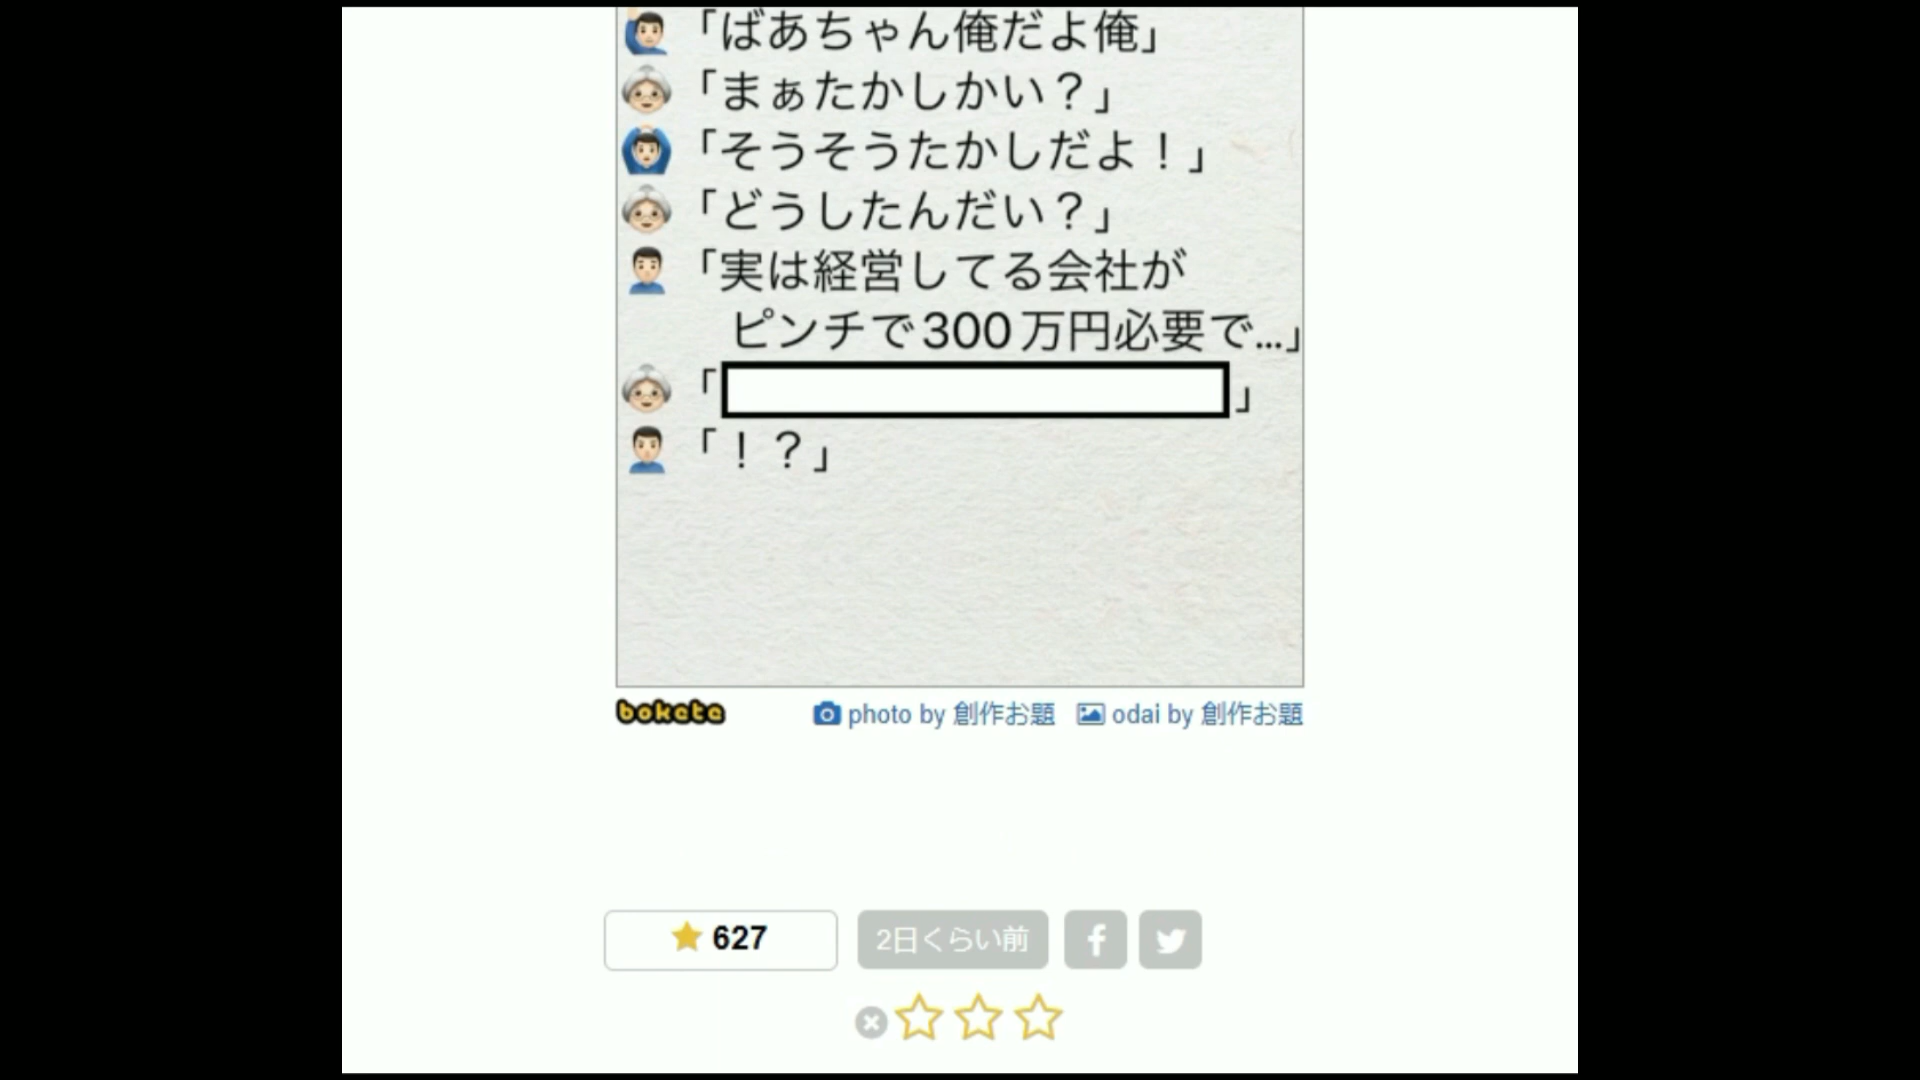 「ばあちゃん俺だよ俺」
「まぁたかしかい？」
「そうそうたかしだよ！」
「どうしたんだい？」
「実は経営してる会社が
ピンチで300万円必要で…」
「　　　　　」
「！？」
bokete photo by 創作お題 odai by 創作お題
627 2日くらい前